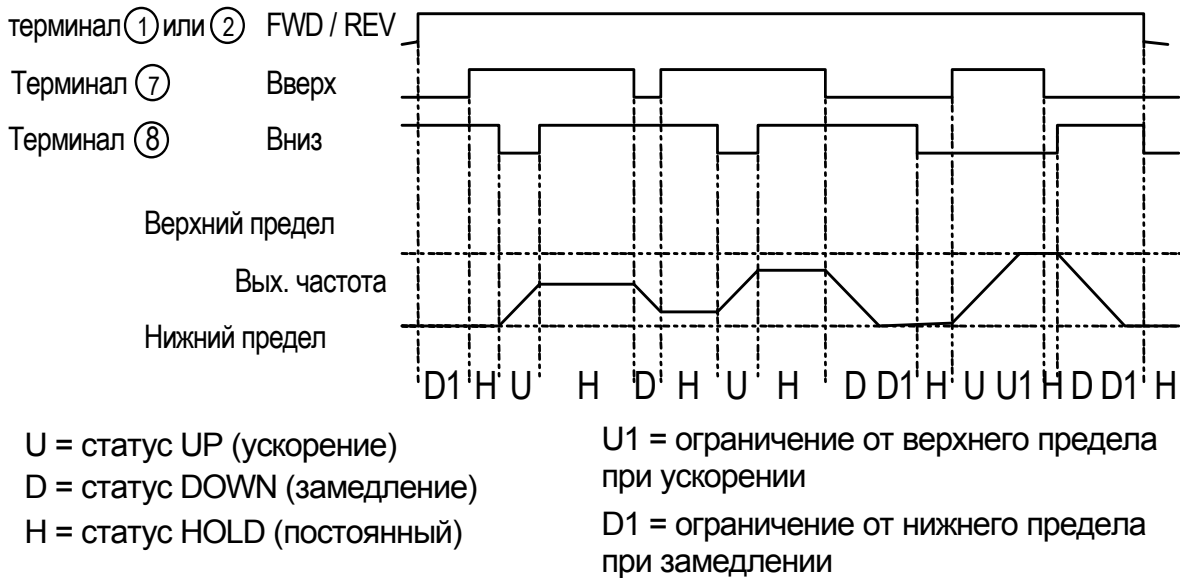 терминал 1 или 2 FWD / REV
Терминал 7 Вверх
Терминал 8 Вниз
Верхний предел
Вых. частота
Нижний предел
D1 H U H D H U H D D1 H U U1 H D D1 H
U = статус UP (ускорение)
D = статус DOWN (замедление)
H = статус HOLD (постоянный)
U1 = ограничение от верхнего предела
при ускорении
D1 = ограничение от нижнего предела
при замедлении